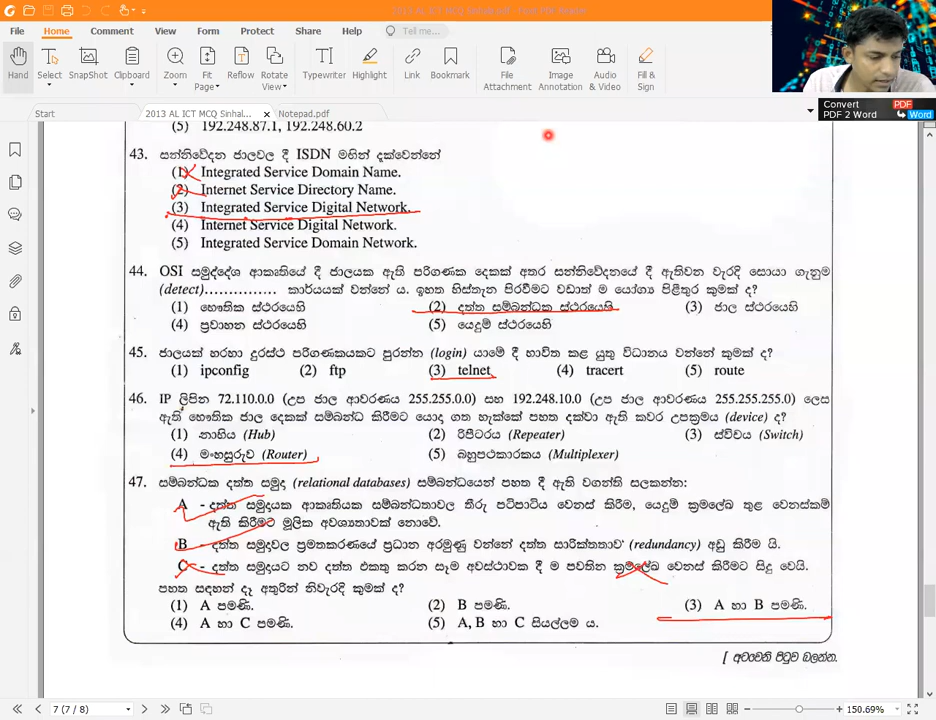 2013 AL ICT MCQ Sinhala.pdf - Foxit PDF Reader
File Home Comment View Form Protect Share Help Tell me...
Hand Select SnapShot Clipboard Zoom Fit Page Reflow Rotate View Typewriter Highlight Link Bookmark File Attachment Image Annotation Audio & Video Fill & Sign
Convert PDF
PDF 2 Word Word
Start 2013 AL ICT MCQ Sinhal... Notepad.pdf
(5) 192.248.87.1, 192.248.60.2
43. සන්නිවේදන ජාලවල දී ISDN මඟින් දැක්වෙන්නේ
(1) Integrated Service Domain Name.
(2) Internet Service Directory Name.
(3) Integrated Service Digital Network.
(4) Internet Service Digital Network.
(5) Integrated Service Domain Network.
44. OSI සමුද්දේශ ආකෘතියේ දී ජාලයක ඇති පරිගණක දෙකක් අතර සන්නිවේදනයේ දී ඇතිවන වැරදි සොයා ගැනුම
(detect)............... කාර්යයක් වන්නේ ය. ඉහත හිස්තැන පිරවීමට වඩාත් ම යෝග්‍ය පිළිතුර කුමක් ද?
(1) භෞතික ස්ථරයෙහි (2) දත්ත සම්බන්ධක ස්ථරයෙහි (3) ජාල ස්ථරයෙහි
(4) ප්‍රවාහන ස්ථරයෙහි (5) යෙදුම් ස්ථරයෙහි
45. ජාලයක් හරහා දුරස්ථ පරිගණකයකට පුරන්න (login) යාමේ දී භාවිත කළ යුතු විධානය වන්නේ කුමක් ද?
(1) ipconfig (2) ftp (3) telnet (4) tracert (5) route
46. IP ලිපින 72.110.0.0 (උප ජාල ආවරණය 255.255.0.0) සහ 192.248.10.0 (උප ජාල ආවරණය 255.255.255.0) ලෙස
ඇති භෞතික ජාල දෙකක් සම්බන්ධ කිරීමට යොදා ගත හැක්කේ පහත දක්වා ඇති කවර උපක්‍රමය (device) ද?
(1) නාභිය (Hub) (2) රිපීටරය (Repeater) (3) ස්විචය (Switch)
(4) මංහසුරුව (Router) (5) බහුපථකාරකය (Multiplexer)
47. සම්බන්ධක දත්ත සමුදා (relational databases) සම්බන්ධයෙන් පහත දී ඇති වගන්ති සලකන්න:
A - දත්ත සමුදායක ආකෘතියක සම්බන්ධතාවල තීරු පටිපාටිය වෙනස් කිරීම, යෙදුම් ක්‍රමලේඛ තුළ වෙනස්කම්
ඇති කිරීමට මූලික අවශ්‍යතාවක් නොවේ.
B - දත්ත සමුදාවල ප්‍රමතකරණයේ ප්‍රධාන අරමුණු වන්නේ දත්ත සාරික්තතාව (redundancy) අඩු කිරීම යි.
C - දත්ත සමුදායට නව දත්ත එකතු කරන සෑම අවස්ථාවක දී ම පවතින ක්‍රමලේඛ වෙනස් කිරීමට සිදු වෙයි.
පහත සඳහන් දෑ අතුරින් නිවැරදි කුමක් ද?
(1) A පමණි. (2) B පමණි. (3) A හා B පමණි.
(4) A හා C පමණි. (5) A, B හා C සියල්ලම ය.
[ අටවෙනි පිටුව බලන්න.
7 (7 / 8) 150.69%